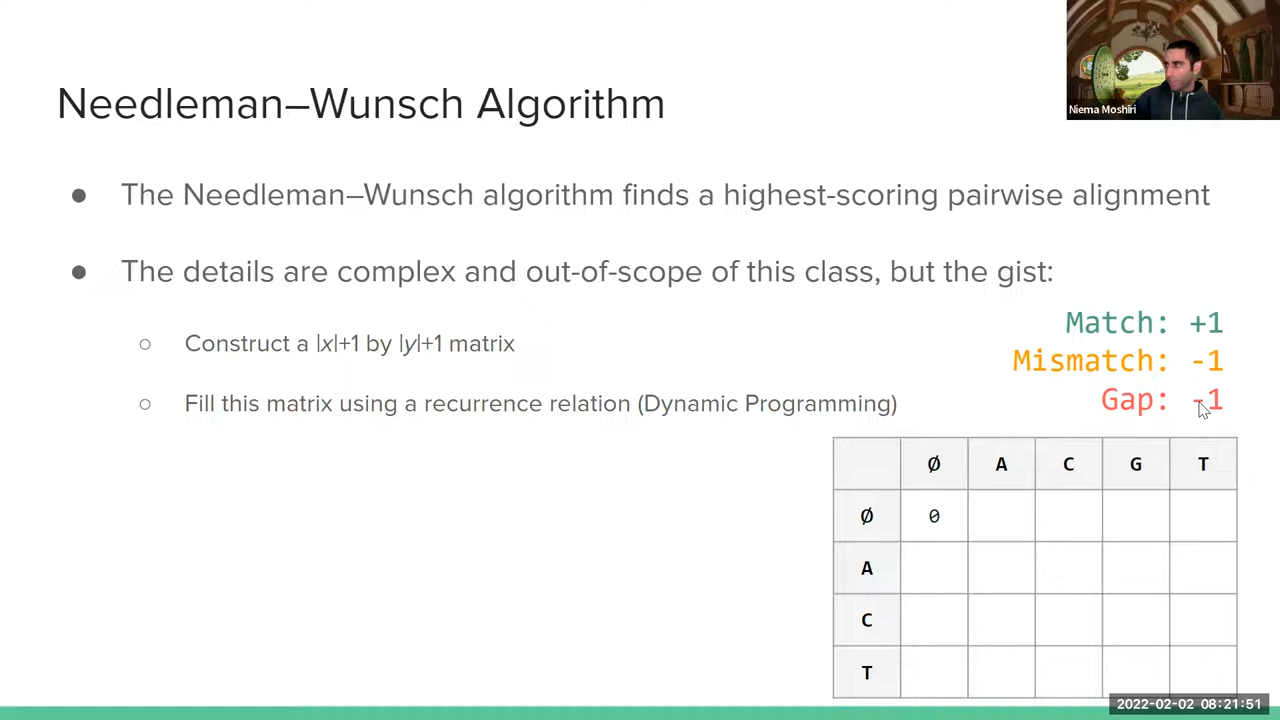 Niema Moshiri
Needleman–Wunsch Algorithm
● The Needleman–Wunsch algorithm finds a highest-scoring pairwise alignment
● The details are complex and out-of-scope of this class, but the gist:
○ Construct a |x|+1 by |y|+1 matrix
○ Fill this matrix using a recurrence relation (Dynamic Programming)
Match: +1
Mismatch: -1
Gap: -1
Ø A C G T
Ø 0
A
C
T
2022-02-02 08:21:51